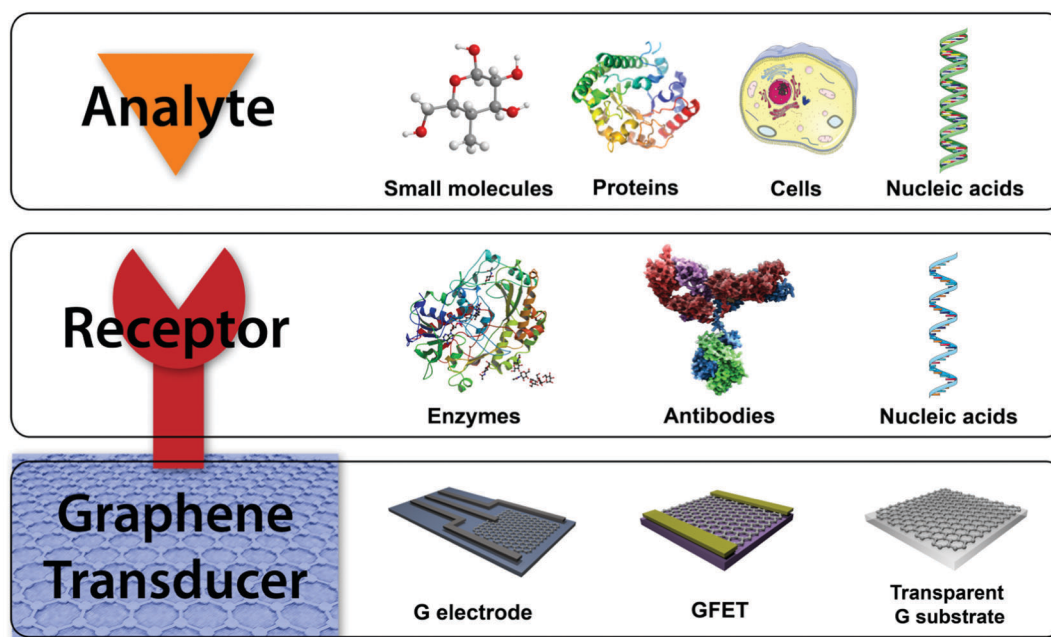 Analyte
Small molecules
Proteins
Cells
Nucleic acids
Receptor
Enzymes
Antibodies
Nucleic acids
Graphene
Transducer
G electrode
GFET
Transparent
G substrate